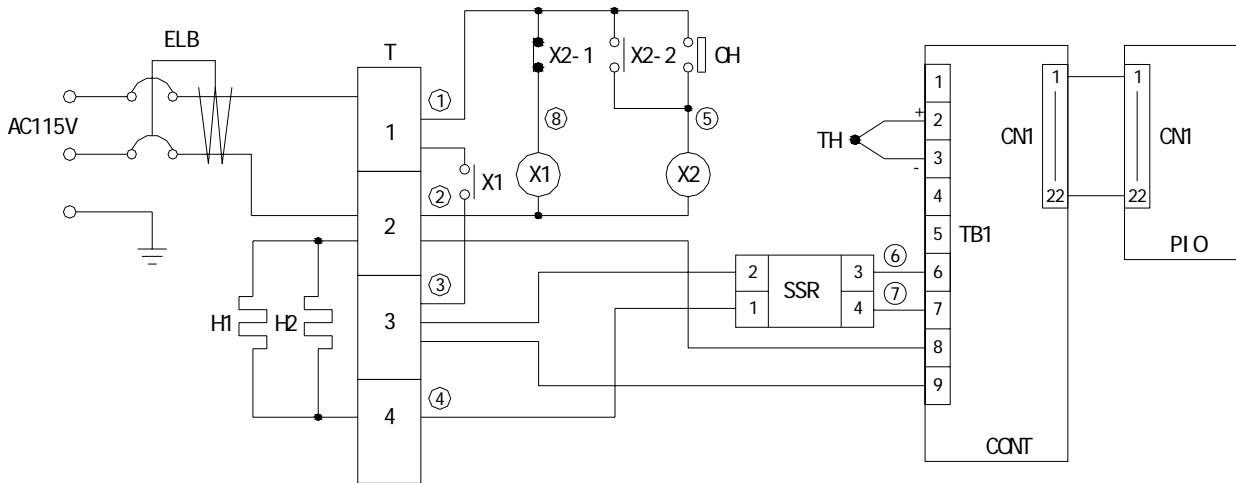 ELB
T
X2-1
X2-2
OH
AC115V
1
2
3
4
①
②
③
④
⑧
⑤
X1
X1
X2
H1
H2
2
1
SSR
3
4
⑥
⑦
TH
+
-
1
2
3
4
5
6
7
8
9
TB1
CONT
1
CN1
22
1
CN1
22
PIO